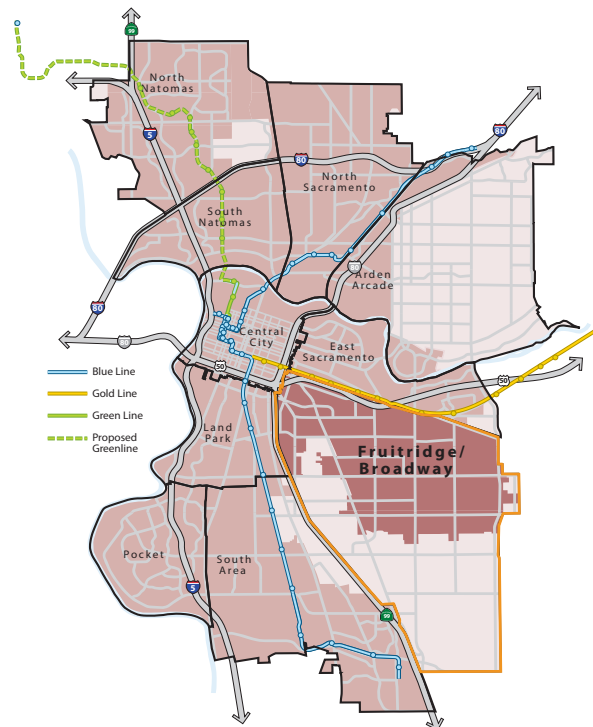 99
North
Natomas
5
80
80
North
Sacramento
South
Natomas
Arden
Arcade
80
Central
City
East
Sacramento
50
50
Blue Line
Gold Line
Green Line
Proposed
Greenline
Land
Park
Fruitridge/
Broadway
Pocket
South
Area
5
99